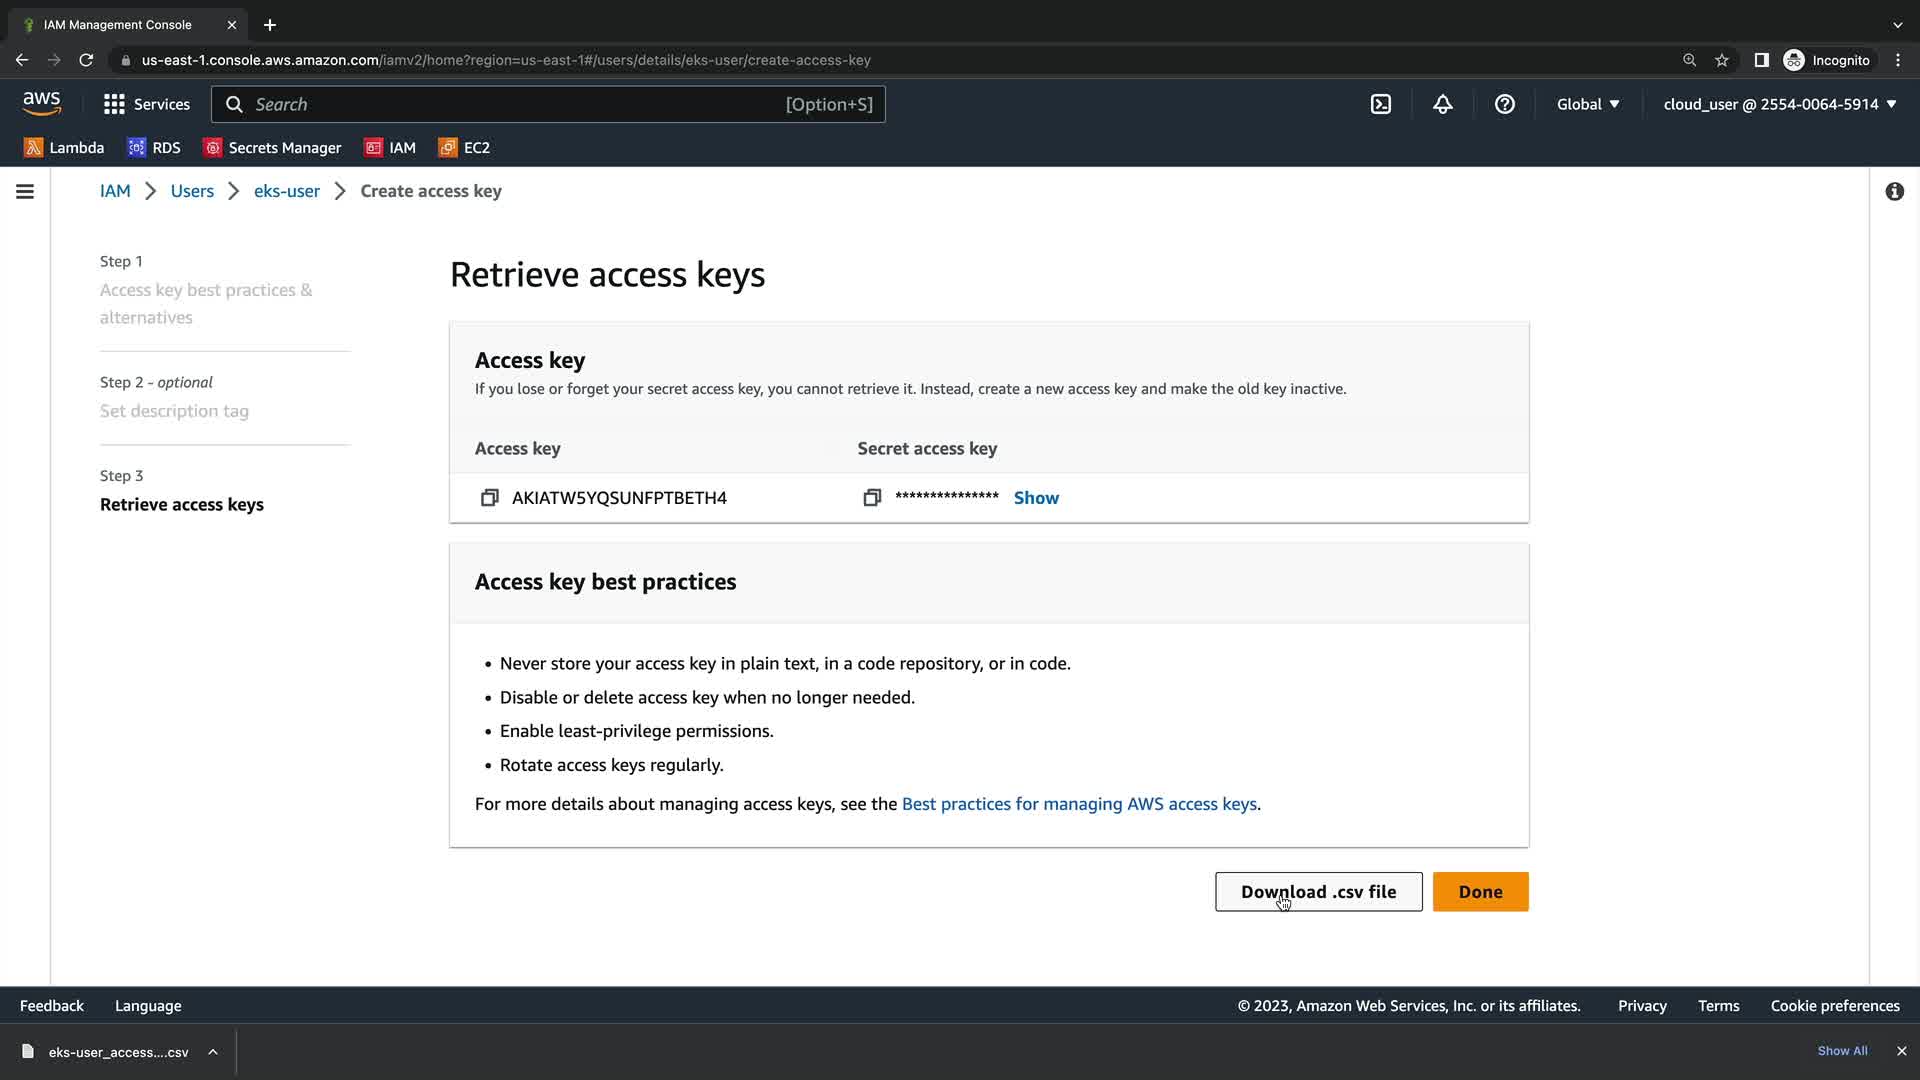 IAM Management Console
us-east-1.console.aws.amazon.com/iamv2/home?region=us-east-1#/users/details/eks-user/create-access-key
Incognito
aws
Services
Search
[Option+S]
Global
cloud_user @ 2554-0064-5914
Lambda
RDS
Secrets Manager
IAM
EC2
IAM
Users
eks-user
Create access key
Step 1
Access key best practices &
alternatives
Step 2 - optional
Set description tag
Step 3
Retrieve access keys
Retrieve access keys
Access key
If you lose or forget your secret access key, you cannot retrieve it. Instead, create a new access key and make the old key inactive.
Access key
Secret access key
AKIATW5YQSUNFPTBETH4
*************** Show
Access key best practices
• Never store your access key in plain text, in a code repository, or in code.
• Disable or delete access key when no longer needed.
• Enable least-privilege permissions.
• Rotate access keys regularly.
For more details about managing access keys, see the Best practices for managing AWS access keys.
Download .csv file
Done
Feedback
Language
© 2023, Amazon Web Services, Inc. or its affiliates.
Privacy
Terms
Cookie preferences
eks-user_access....csv
Show All